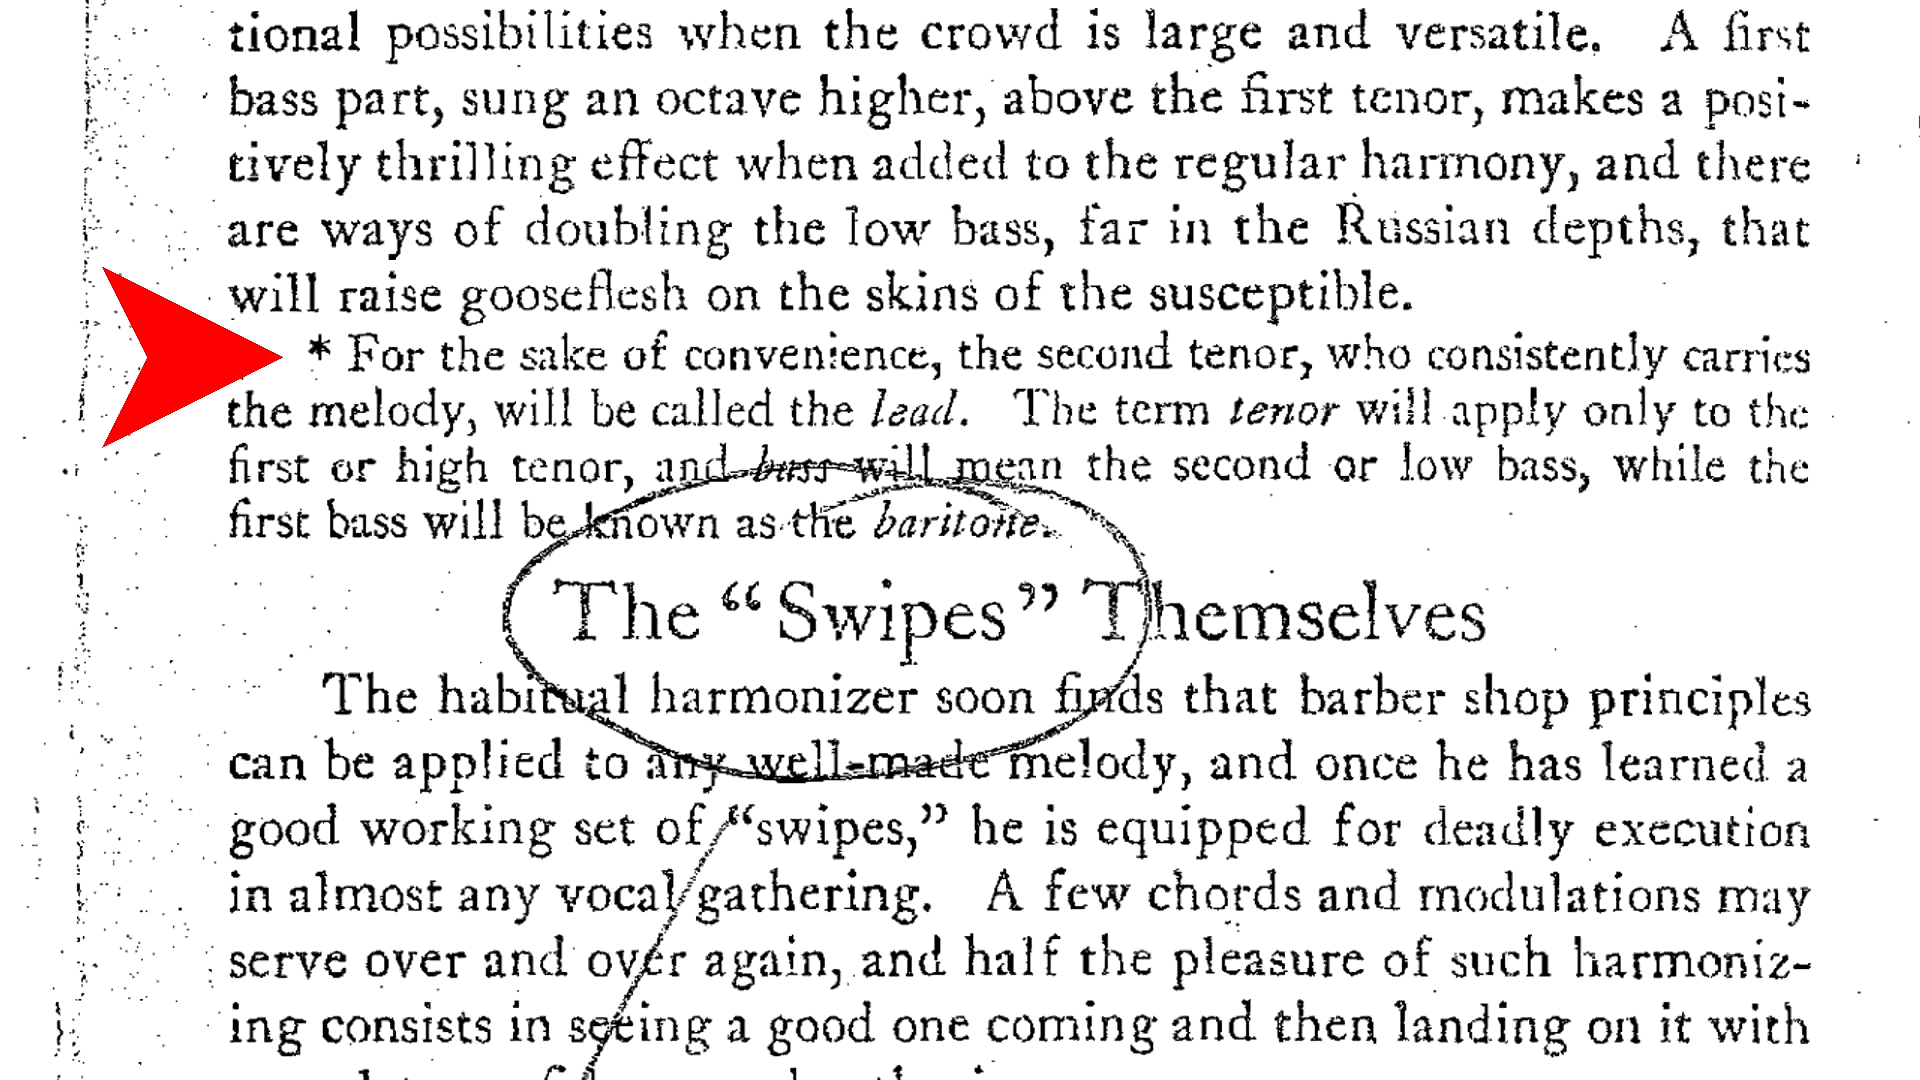 tional possibilities when the crowd is large and versatile. A first
bass part, sung an octave higher, above the first tenor, makes a posi-
tively thrilling effect when added to the regular harmony, and there
are ways of doubling the low bass, far in the Russian depths, that
will raise gooseflesh on the skins of the susceptible.
* For the sake of convenience, the second tenor, who consistently carries
the melody, will be called the lead. The term tenor will apply only to the
first or high tenor, and bass will mean the second or low bass, while the
first bass will be known as the baritone.
The “Swipes” Themselves
The habitual harmonizer soon finds that barber shop principles
can be applied to any well-made melody, and once he has learned a
good working set of “swipes,” he is equipped for deadly execution
in almost any vocal gathering. A few chords and modulations may
serve over and over again, and half the pleasure of such harmoniz-
ing consists in seeing a good one coming and then landing on it with